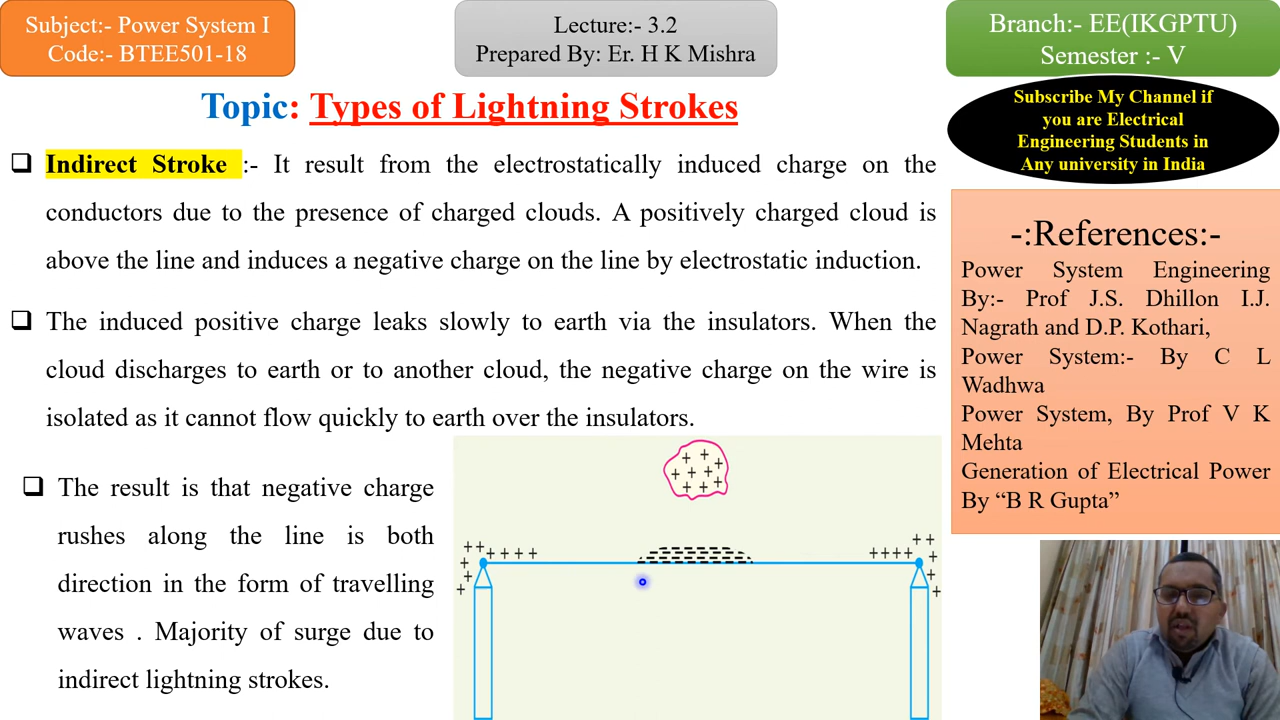 Subject:- Power System I
Code:- BTEE501-18
Lecture:- 3.2
Prepared By: Er. H K Mishra
Branch:- EE(IKGPTU)
Semester :- V
Topic: Types of Lightning Strokes
Subscribe My Channel if
you are Electrical
Engineering Students in
Any university in India
Indirect Stroke :- It result from the electrostatically induced charge on the
conductors due to the presence of charged clouds. A positively charged cloud is
above the line and induces a negative charge on the line by electrostatic induction.
The induced positive charge leaks slowly to earth via the insulators. When the
cloud discharges to earth or to another cloud, the negative charge on the wire is
isolated as it cannot flow quickly to earth over the insulators.
The result is that negative charge
rushes along the line is both
direction in the form of travelling
waves . Majority of surge due to
indirect lightning strokes.
-:References:-
Power System Engineering
By:- Prof J.S. Dhillon I.J.
Nagrath and D.P. Kothari,
Power System:- By C L
Wadhwa
Power System, By Prof V K
Mehta
Generation of Electrical Power
By “B R Gupta”